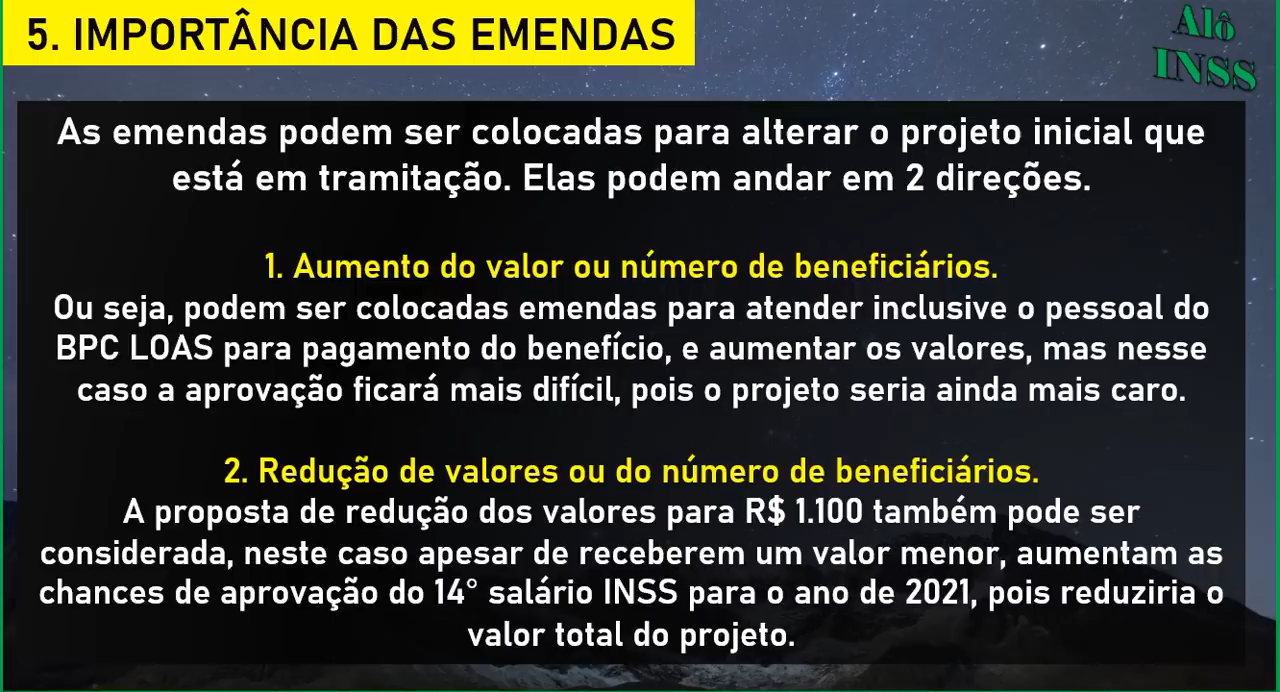 5. IMPORTÂNCIA DAS EMENDAS
Alô
INSS
As emendas podem ser colocadas para alterar o projeto inicial que
está em tramitação. Elas podem andar em 2 direções.
1. Aumento do valor ou número de beneficiários.
Ou seja, podem ser colocadas emendas para atender inclusive o pessoal do
BPC LOAS para pagamento do benefício, e aumentar os valores, mas nesse
caso a aprovação ficará mais difícil, pois o projeto seria ainda mais caro.
2. Redução de valores ou do número de beneficiários.
A proposta de redução dos valores para R$ 1.100 também pode ser
considerada, neste caso apesar de receberem um valor menor, aumentam as
chances de aprovação do 14° salário INSS para o ano de 2021, pois reduziria o
valor total do projeto.